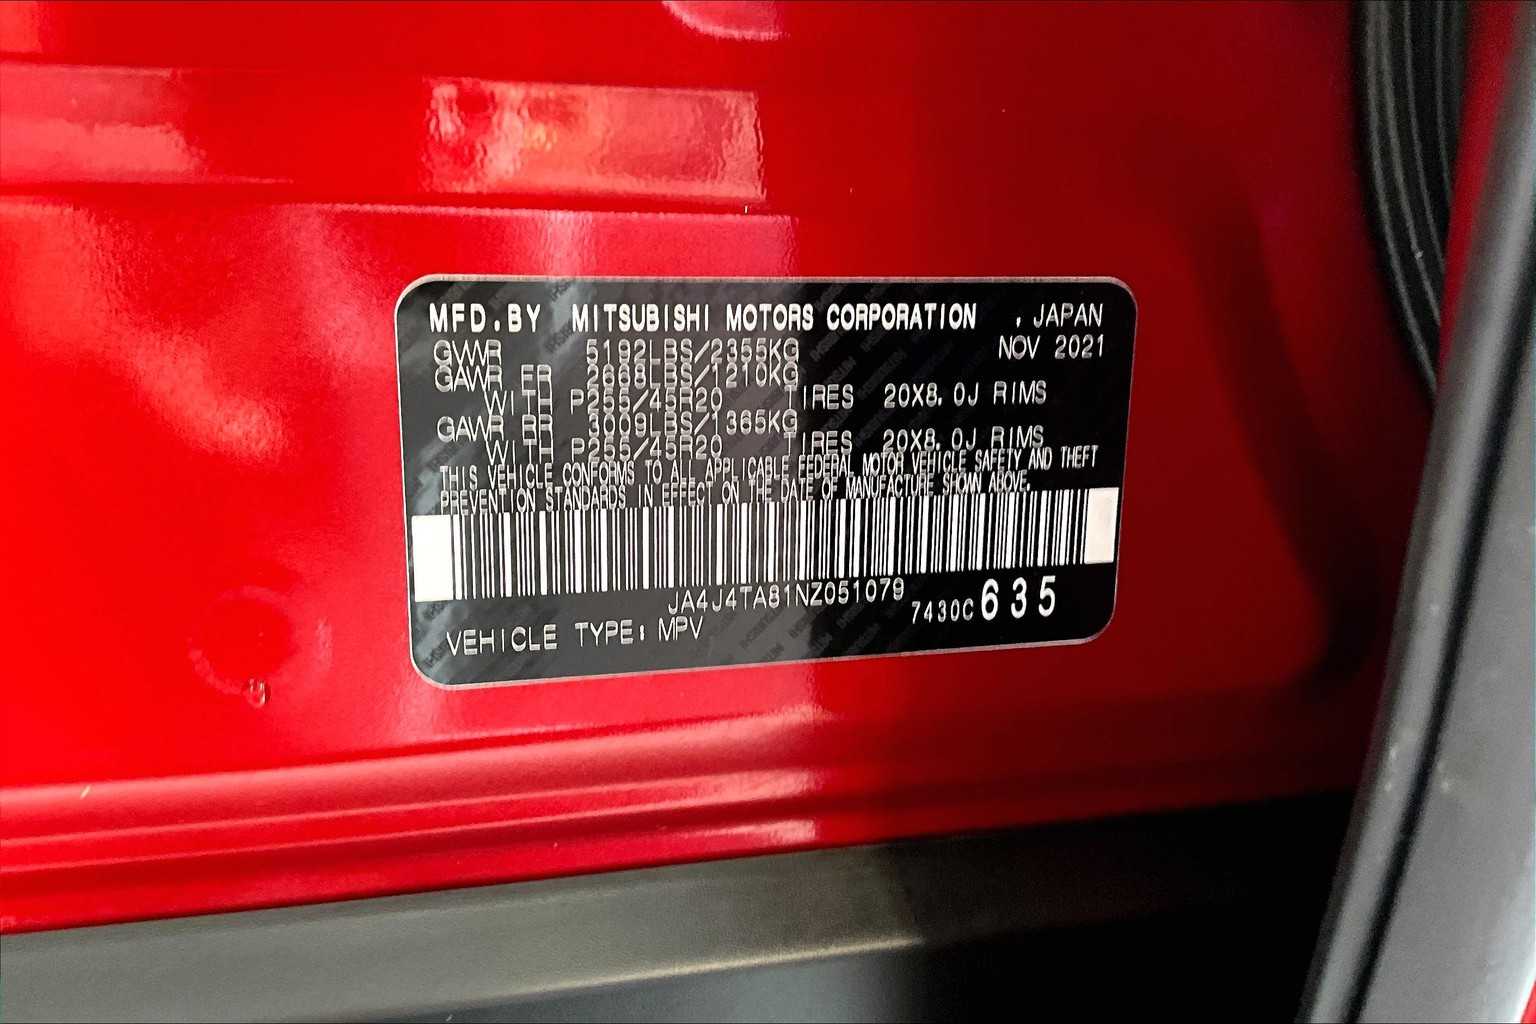 MFD.BY MITSUBISHI MOTORS CORPORATION , JAPAN
NOV 2021
GVWR 5192LBS/2355KG
GAWR FR 2668LBS/1210KG
WITH P255/45R20 TIRES 20X8.0J RIMS
GAWR RR 3009LBS/1365KG
WITH P255/45R20 TIRES 20X8.0J RIMS
THIS VEHICLE CONFORMS TO ALL APPLICABLE FEDERAL MOTOR VEHICLE SAFETY AND THEFT
PREVENTION STANDARDS IN EFFECT ON THE DATE OF MANUFACTURE SHOWN ABOVE.
JA4J4TA81NZ051079
7430C635
VEHICLE TYPE: MPV